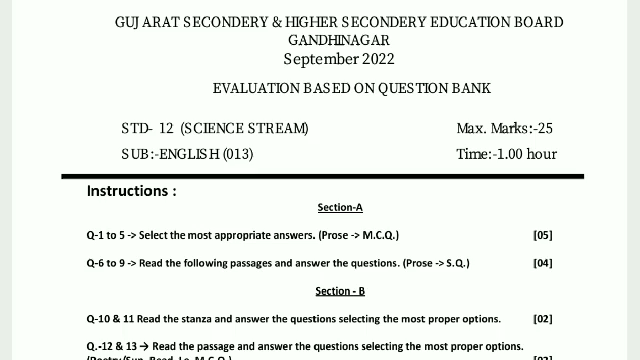 GUJARAT SECONDERY & HIGHER SECONDERY EDUCATION BOARD
GANDHINAGAR
September 2022
EVALUATION BASED ON QUESTION BANK
STD- 12 (SCIENCE STREAM) Max. Marks:-25
SUB:-ENGLISH (013) Time:-1.00 hour
Instructions :
Section-A
Q-1 to 5 -> Select the most appropriate answers. (Prose -> M.C.Q.) [05]
Q-6 to 9 -> Read the following passages and answer the questions. (Prose -> S.Q.) [04]
Section - B
Q-10 & 11 Read the stanza and answer the questions selecting the most proper options. [02]
Q.-12 & 13 → Read the passage and answer the questions selecting the most proper options.